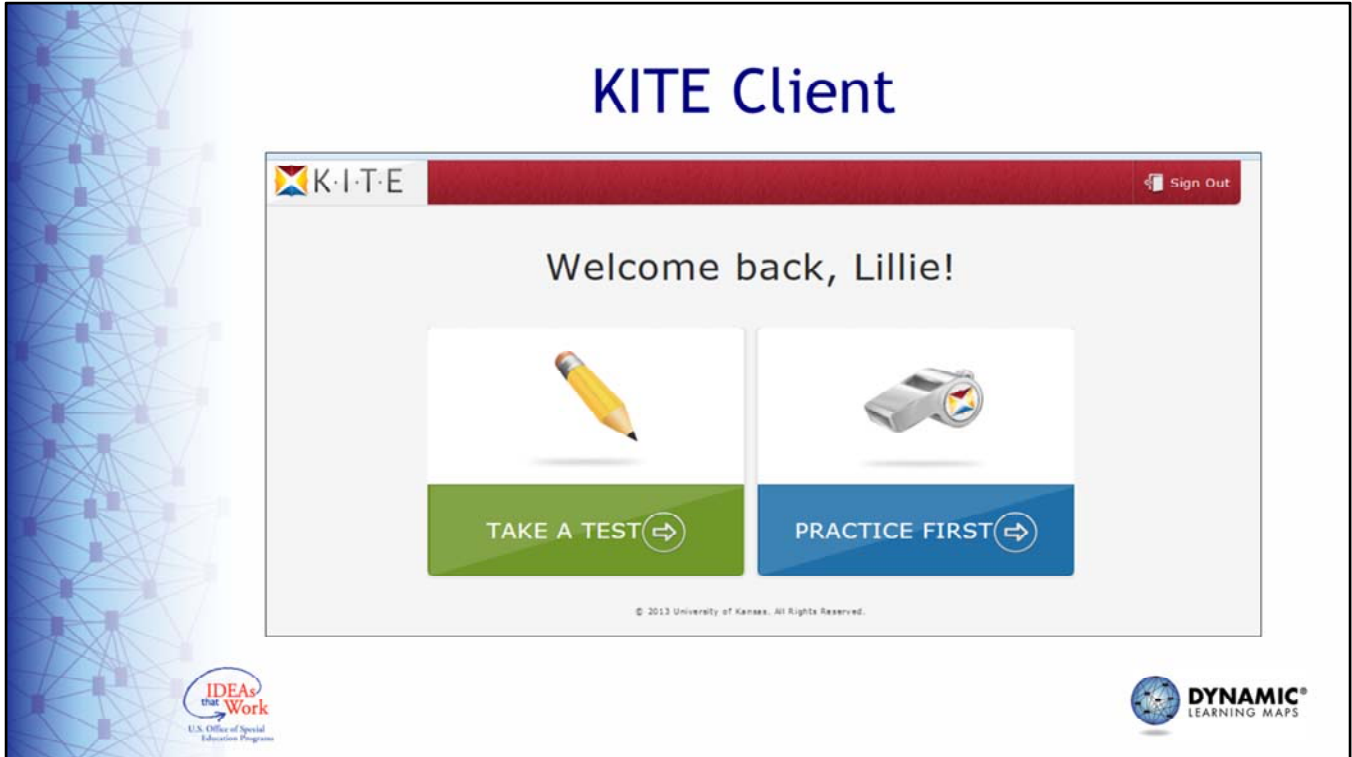 KITE Client
K·I·T·E
Sign Out
Welcome back, Lillie!
TAKE A TEST
PRACTICE FIRST
© 2013 University of Kansas. All Rights Reserved.
IDEAs
that Work
U.S. Office of Special
Education Programs
DYNAMIC®
LEARNING MAPS